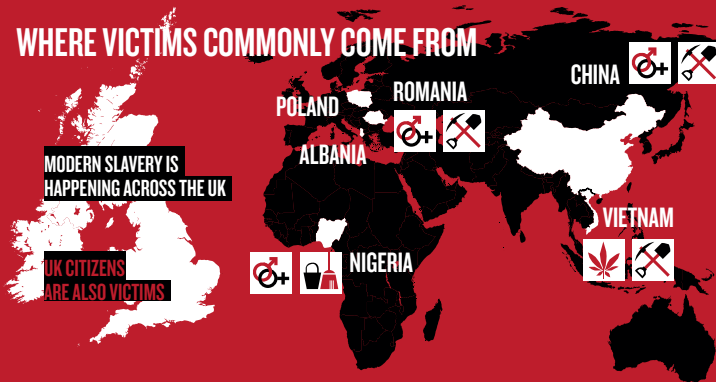 WHERE VICTIMS COMMONLY COME FROM
CHINA
ROMANIA
POLAND
ALBANIA
MODERN SLAVERY IS
HAPPENING ACROSS THE UK
VIETNAM
NIGERIA
UK CITIZENS
ARE ALSO VICTIMS